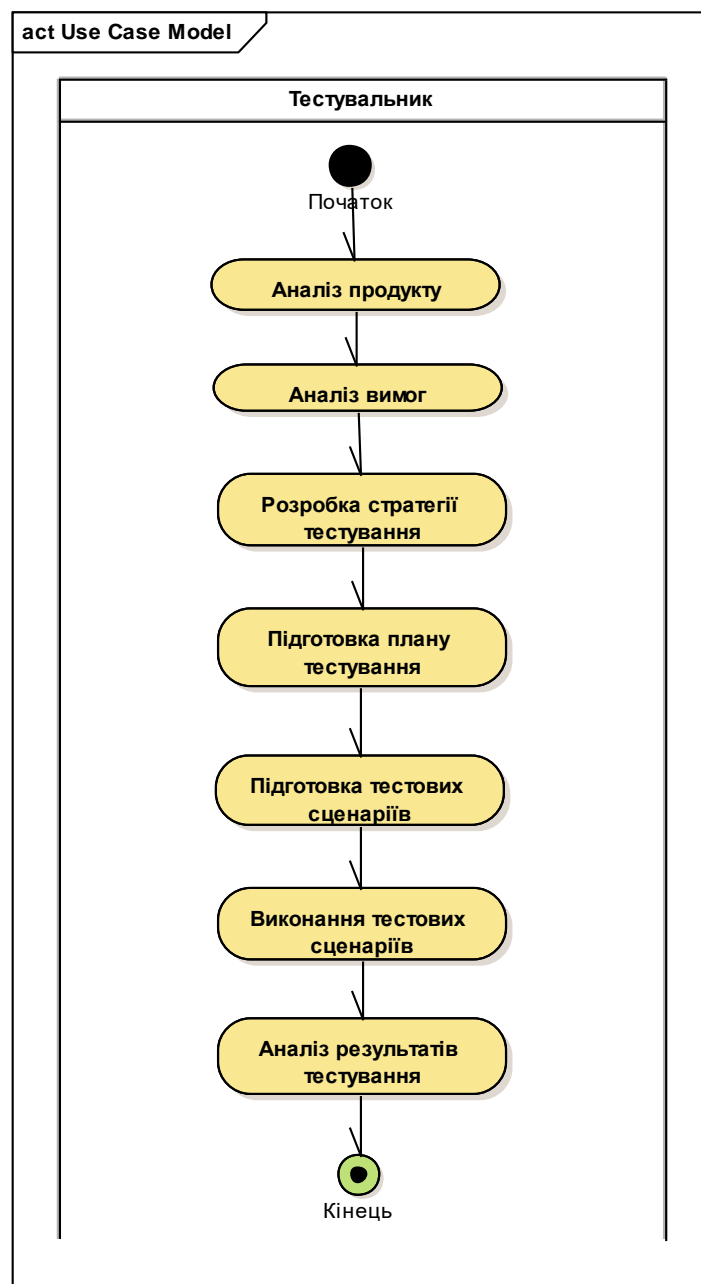 act Use Case Model
Тестувальник
Початок
Аналіз продукту
Аналіз вимог
Розробка стратегії
тестування
Підготовка плану
тестування
Підготовка тестових
сценаріїв
Виконання тестових
сценаріїв
Аналіз результатів
тестування
Кінець